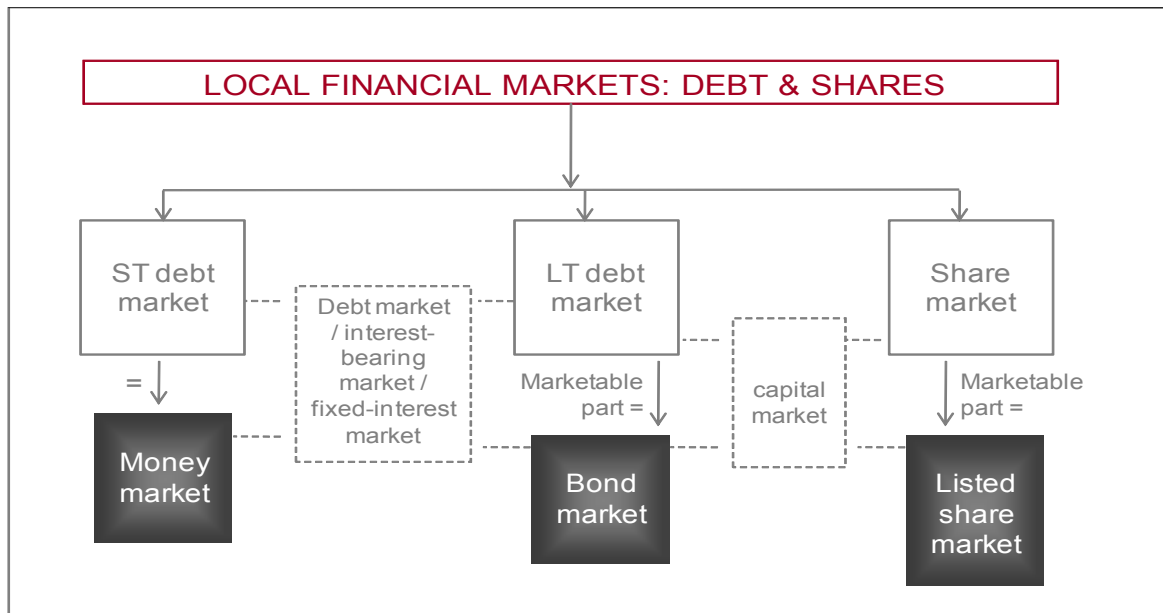 LOCAL FINANCIAL MARKETS: DEBT & SHARES
ST debt
market
LT debt
market
Share
market
Debt market
/ interest-
bearing
market /
fixed-interest
market
capital
market
=
Marketable
part =
Marketable
part =
Money
market
Bond
market
Listed
share
market